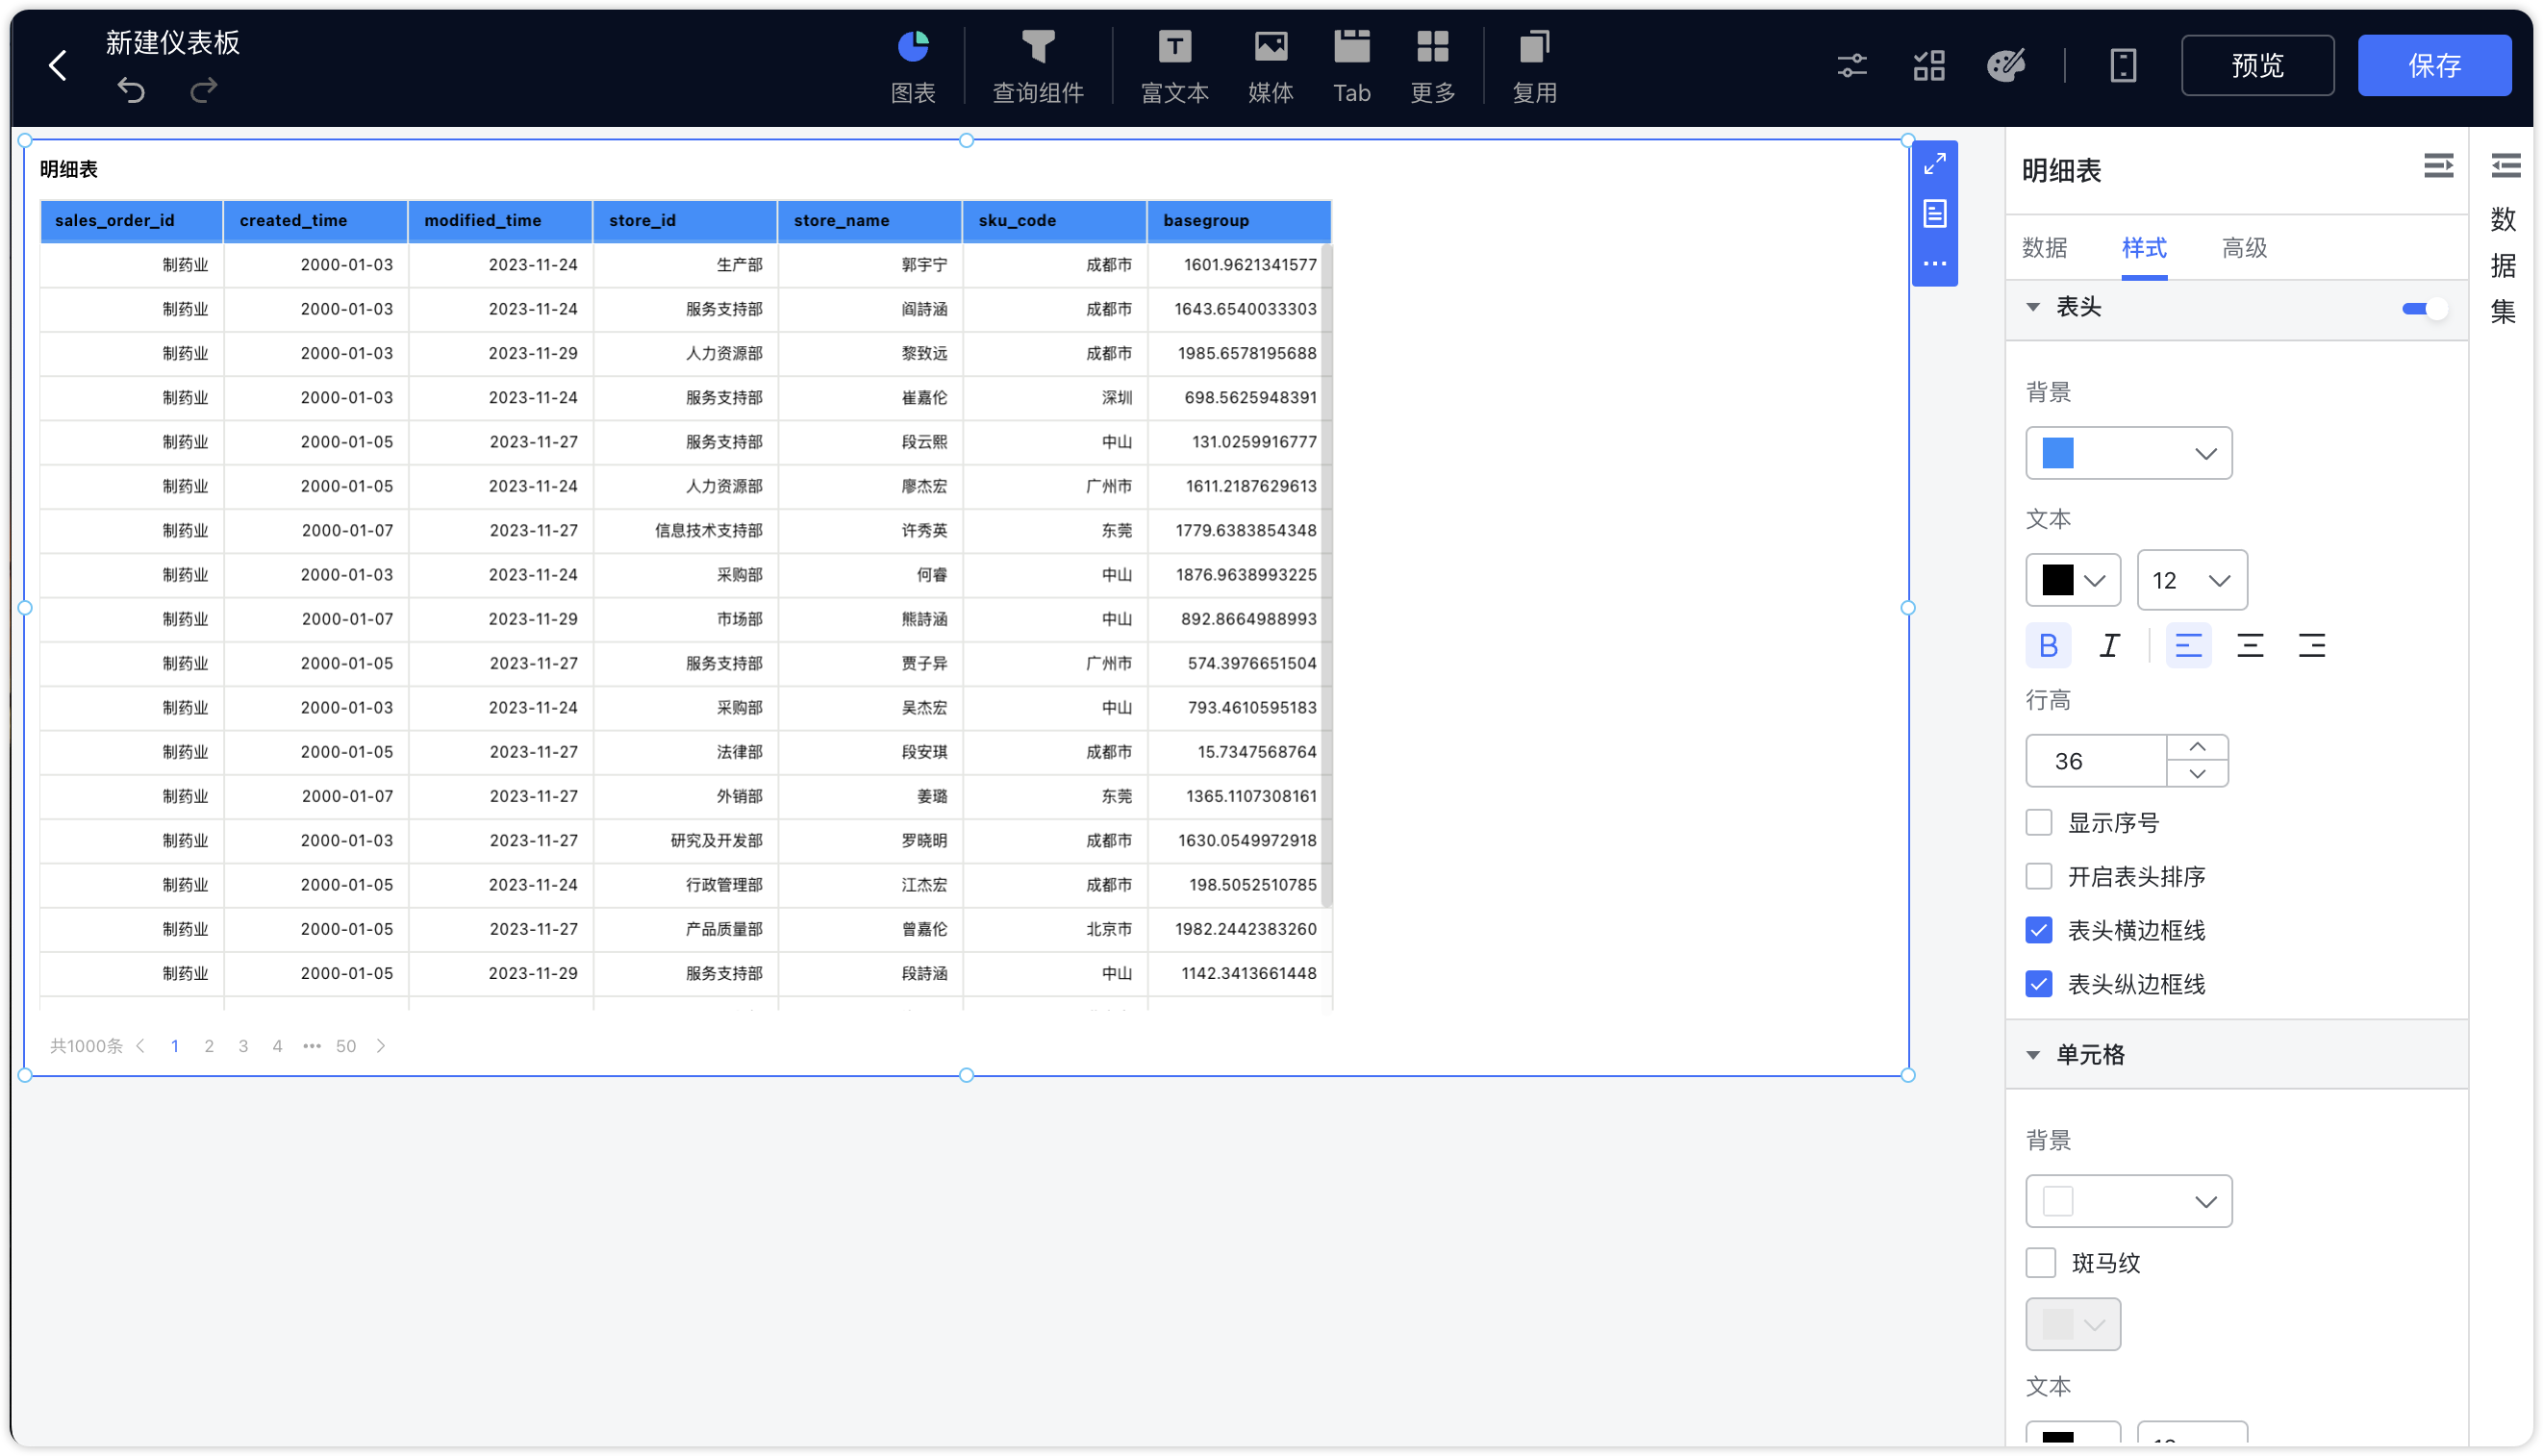 新建仪表板
图表
查询组件
富文本
媒体
Tab
更多
复用
预览
保存
明细表
sales_order_id created_time modified_time store_id store_name sku_code basegroup
制药业 2000-01-03 2023-11-24 生产部 郭宇宁 成都市 1601.9621341577
制药业 2000-01-03 2023-11-24 服务支持部 阎詩涵 成都市 1643.6540033303
制药业 2000-01-03 2023-11-29 人力资源部 黎致远 成都市 1985.6578195688
制药业 2000-01-03 2023-11-24 服务支持部 崔嘉伦 深圳 698.5625948391
制药业 2000-01-05 2023-11-27 服务支持部 段云熙 中山 131.0259916777
制药业 2000-01-05 2023-11-24 人力资源部 廖杰宏 广州市 1611.2187629613
制药业 2000-01-07 2023-11-27 信息技术支持部 许秀英 东莞 1779.6383854348
制药业 2000-01-03 2023-11-24 采购部 何睿 中山 1876.9638993225
制药业 2000-01-07 2023-11-29 市场部 熊詩涵 中山 892.8664988993
制药业 2000-01-05 2023-11-27 服务支持部 贾子异 广州市 574.3976651504
制药业 2000-01-03 2023-11-24 采购部 吴杰宏 中山 793.4610595183
制药业 2000-01-05 2023-11-27 法律部 段安琪 成都市 15.7347568764
制药业 2000-01-07 2023-11-27 外销部 姜璐 东莞 1365.1107308161
制药业 2000-01-03 2023-11-27 研究及开发部 罗晓明 成都市 1630.0549972918
制药业 2000-01-05 2023-11-24 行政管理部 江杰宏 成都市 198.5052510785
制药业 2000-01-05 2023-11-27 产品质量部 曾嘉伦 北京市 1982.2442383260
制药业 2000-01-05 2023-11-29 服务支持部 段詩涵 中山 1142.3413661448
共1000条 1 2 3 4 ••• 50
明细表
数据 样式 高级
表头
背景
文本
12
B I
行高
36
显示序号
开启表头排序
表头横边框线
表头纵边框线
单元格
背景
斑马纹
文本
数
据
集